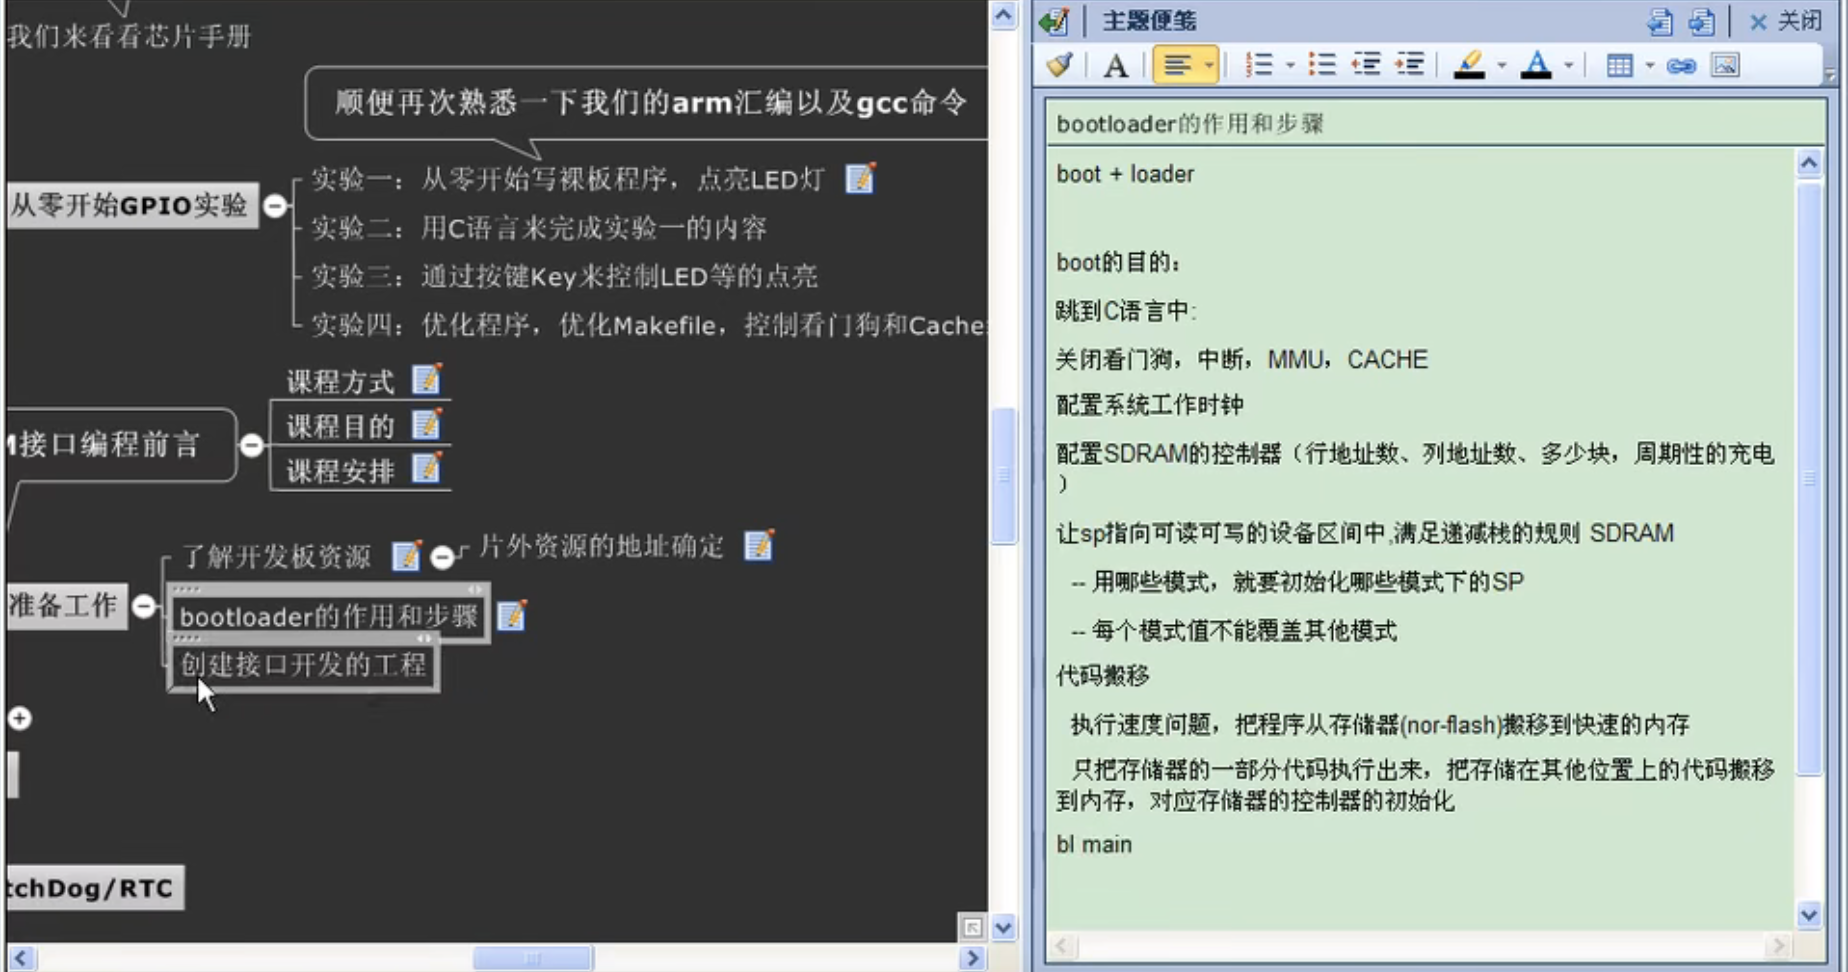 我们来看看芯片手册
顺便再次熟悉一下我们的arm汇编以及gcc命令
从零开始GPIO实验
实验一：从零开始写裸板程序，点亮LED灯
实验二：用C语言来完成实验一的内容
实验三：通过按键Key来控制LED等的点亮
实验四：优化程序，优化Makefile，控制看门狗和Cache
接口编程前言
课程方式
课程目的
课程安排
准备工作
了解开发板资源
片外资源的地址确定
bootloader的作用和步骤
创建接口开发的工程
tchDog/RTC
主题便笺
关闭
bootloader的作用和步骤
boot + loader
boot的目的：
跳到C语言中:
关闭看门狗，中断，MMU，CACHE
配置系统工作时钟
配置SDRAM的控制器（行地址数、列地址数、多少块，周期性的充电
）
让sp指向可读可写的设备区间中,满足递减栈的规则 SDRAM
-- 用哪些模式，就要初始化哪些模式下的SP
-- 每个模式值不能覆盖其他模式
代码搬移
执行速度问题，把程序从存储器(nor-flash)搬移到快速的内存
只把存储器的一部分代码执行出来，把存储在其他位置上的代码搬移
到内存，对应存储器的控制器的初始化
bl main